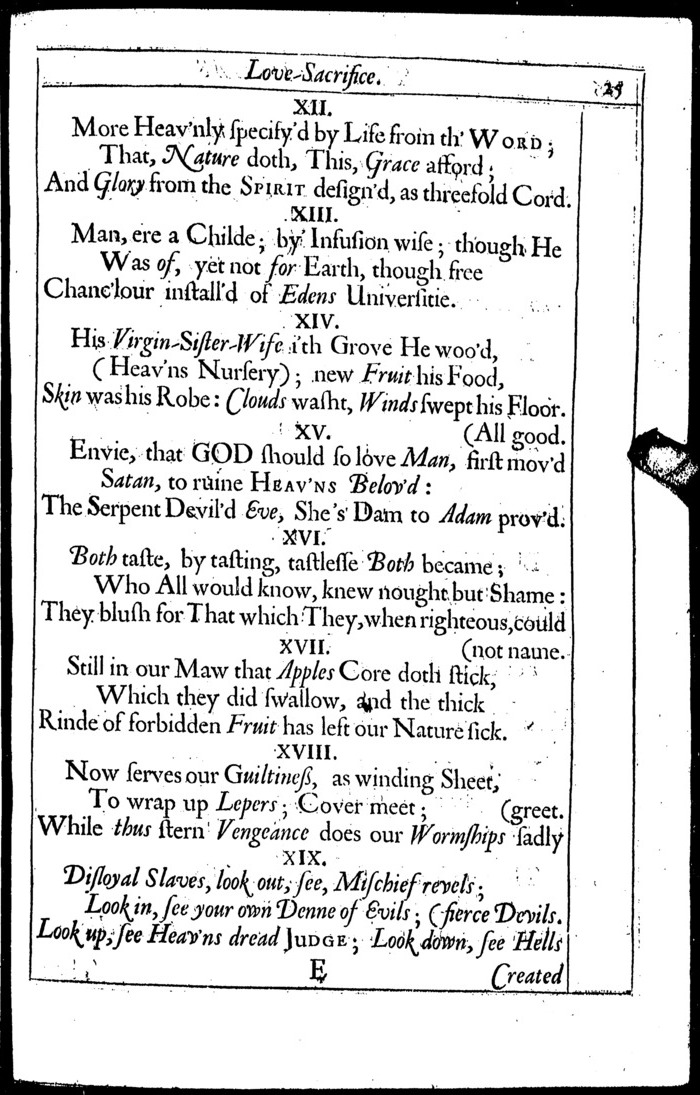 Love-Sacrifice.
25
XII.
More Heav'nly ſpecify'd by Life from th' WORD;
That, Nature doth, This, Grace afford;
And Glory from the SPIRIT deſign'd, as threefold Cord.
XIII.
Man, ere a Childe; by Infuſion wiſe; though He
Was of, yet not for Earth, though free
Chanc'lour inſtall'd of Edens Univerſitie.
XIV.
His Virgin-Siſter-Wife i'th Grove He woo'd,
(Heav'ns Nurſery); new Fruit his Food,
Skin was his Robe: Clouds waſht, Winds ſwept his Floor.
XV. (All good.
Envie, that GOD ſhould ſo love Man, firſt mov'd
Satan, to ruine HEAV'NS Belov'd:
The Serpent Devil'd Eve, She's Dam to Adam prov'd.
XVI.
Both taſte, by taſting, taſtleſſe Both became;
Who All would know, knew nought but Shame:
They bluſh for That which They, when righteous, could
XVII. (not name.
Still in our Maw that Apples Core doth ſtick,
Which they did ſwallow, and the thick
Rinde of forbidden Fruit has left our Nature ſick.
XVIII.
Now ſerves our Guiltineſs, as winding Sheet,
To wrap up Lepers; Cover meet; (greet.
While thus ſtern Vengeance does our Wormſhips ſadly
XIX.
Diſloyal Slaves, look out, ſee, Miſchief revels;
Look in, ſee your own Denne of Evils; (fierce Devils.
Look up, ſee Heav'ns dread JUDGE; Look down, ſee Hells
E Created